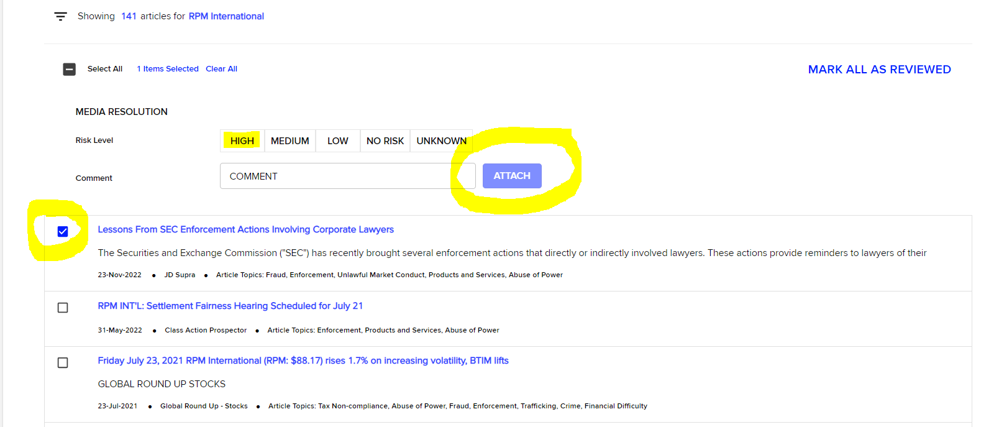 Showing 141 articles for RPM International
Select All 1 Items Selected Clear All MARK ALL AS REVIEWED
MEDIA RESOLUTION
Risk Level HIGH MEDIUM LOW NO RISK UNKNOWN
Comment COMMENT ATTACH
Lessons From SEC Enforcement Actions Involving Corporate Lawyers
The Securities and Exchange Commission ("SEC") has recently brought several enforcement actions that directly or indirectly involved lawyers. These actions provide reminders to lawyers of their
23-Nov-2022 ● JD Supra ● Article Topics: Fraud, Enforcement, Unlawful Market Conduct, Products and Services, Abuse of Power
RPM INT'L: Settlement Fairness Hearing Scheduled for July 21
31-May-2022 ● Class Action Prospector ● Article Topics: Enforcement, Products and Services, Abuse of Power
Friday July 23, 2021 RPM International (RPM: $88.17) rises 1.7% on increasing volatility, BTIM lifts
GLOBAL ROUND UP STOCKS
23-Jul-2021 ● Global Round Up - Stocks ● Article Topics: Tax Non-compliance, Abuse of Power, Fraud, Enforcement, Trafficking, Crime, Financial Difficulty